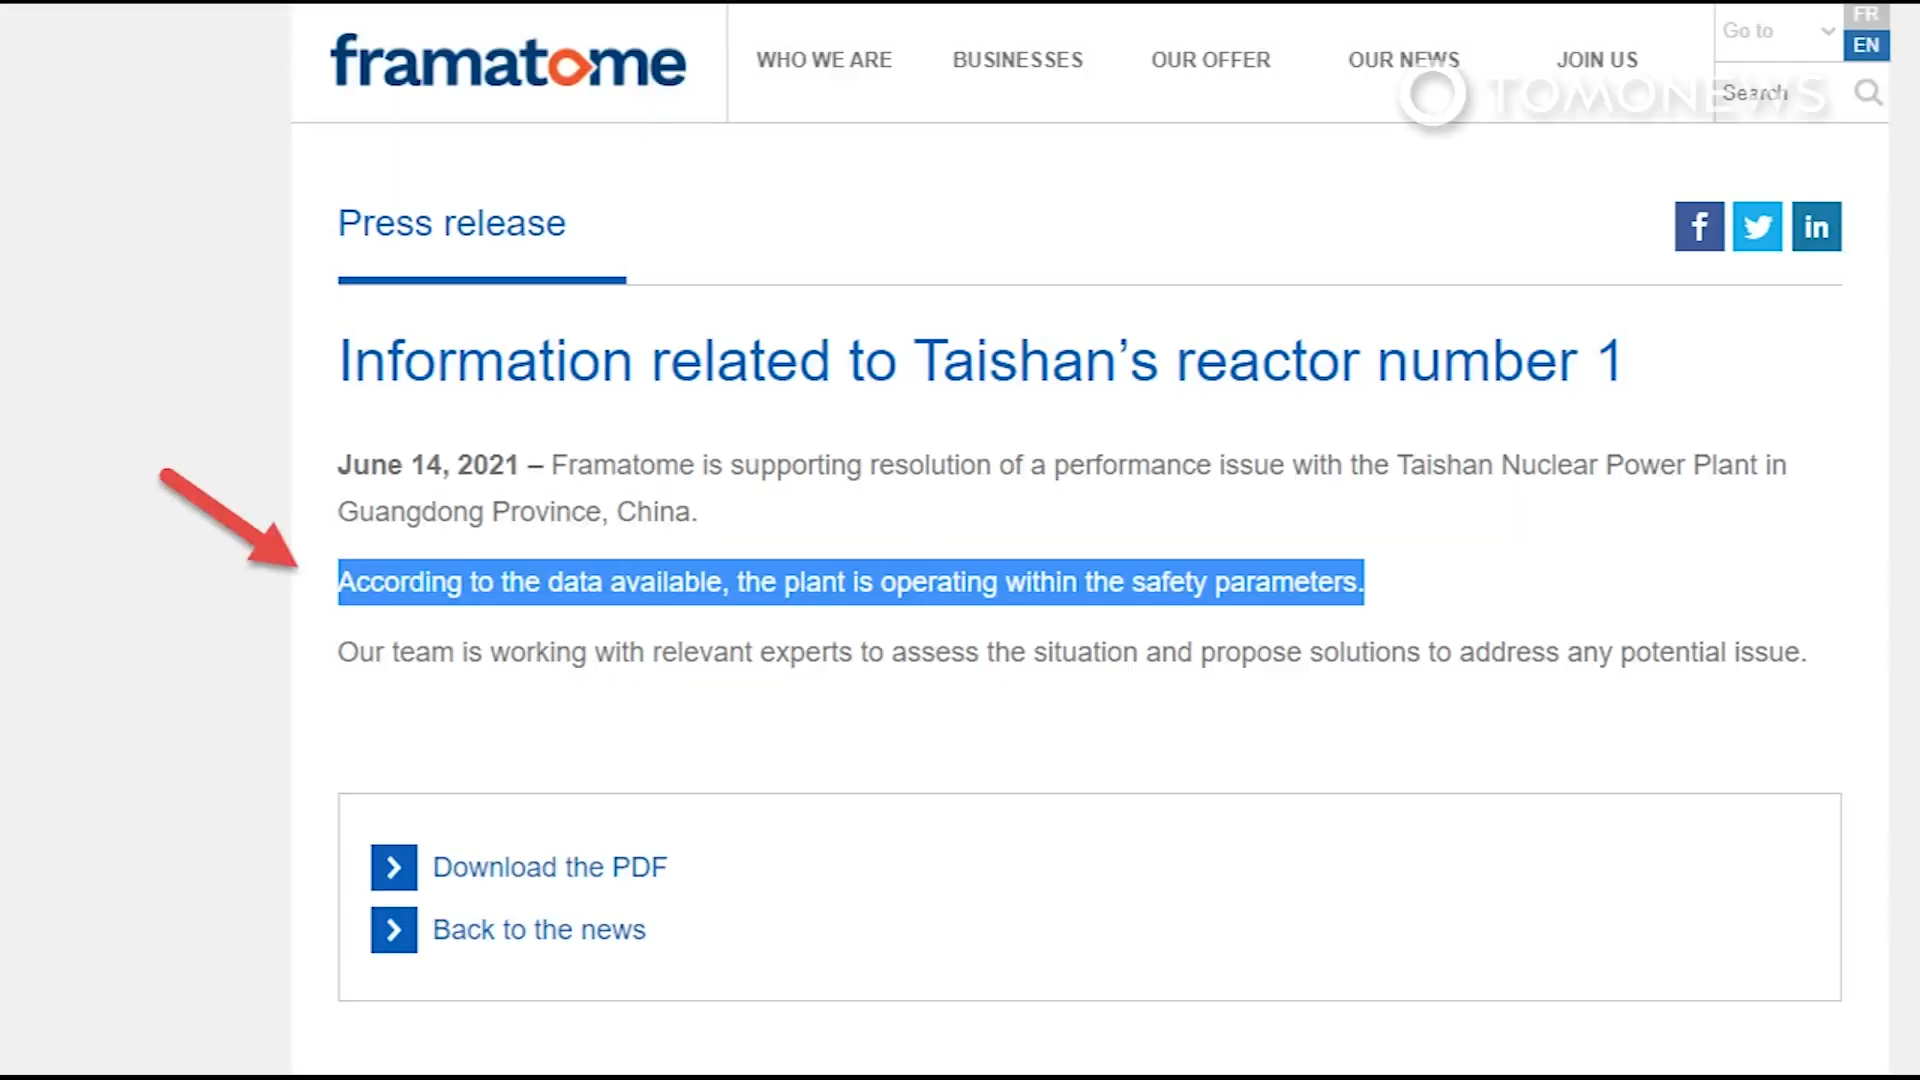 framatome
WHO WE ARE
BUSINESSES
OUR OFFER
OUR NEWS
JOIN US
Go to
FR
EN
Search
TOMONEWS
Press release
Information related to Taishan’s reactor number 1
June 14, 2021 – Framatome is supporting resolution of a performance issue with the Taishan Nuclear Power Plant in
Guangdong Province, China.
According to the data available, the plant is operating within the safety parameters.
Our team is working with relevant experts to assess the situation and propose solutions to address any potential issue.
Download the PDF
Back to the news